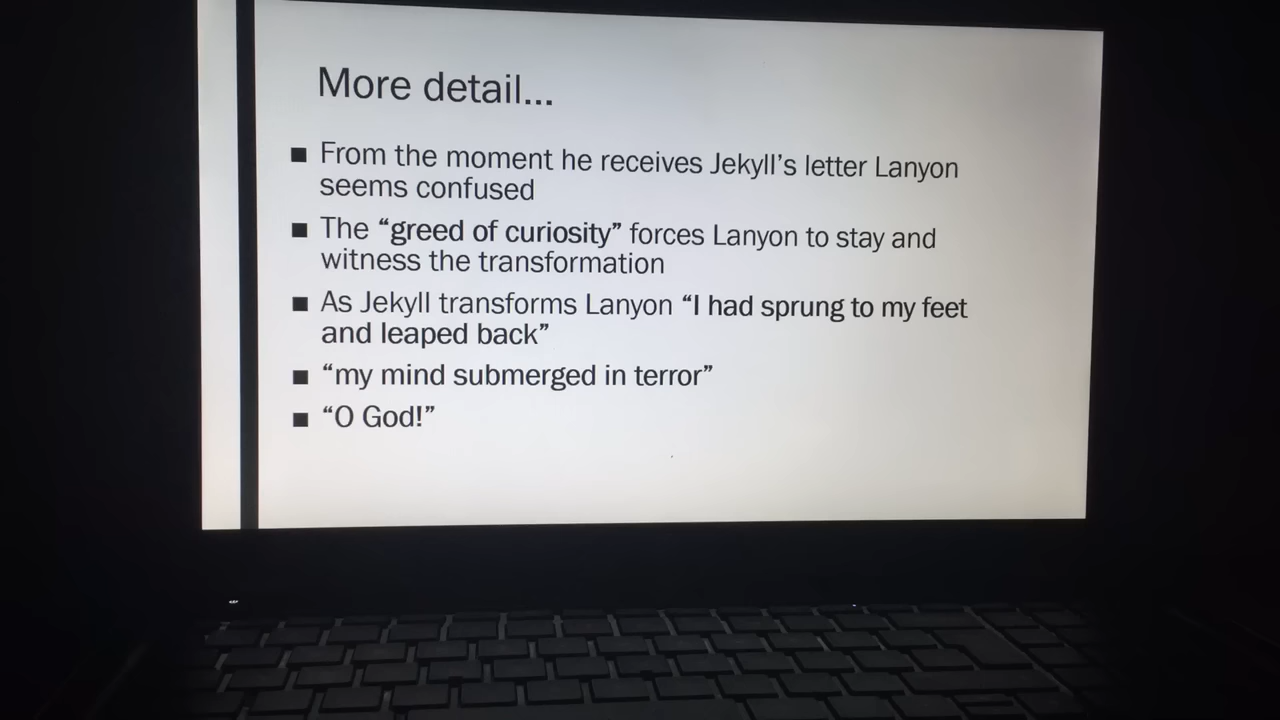 More detail...
■ From the moment he receives Jekyll's letter Lanyon
seems confused
■ The “greed of curiosity” forces Lanyon to stay and
witness the transformation
■ As Jekyll transforms Lanyon “I had sprung to my feet
and leaped back”
■ “my mind submerged in terror”
■ “O God!”